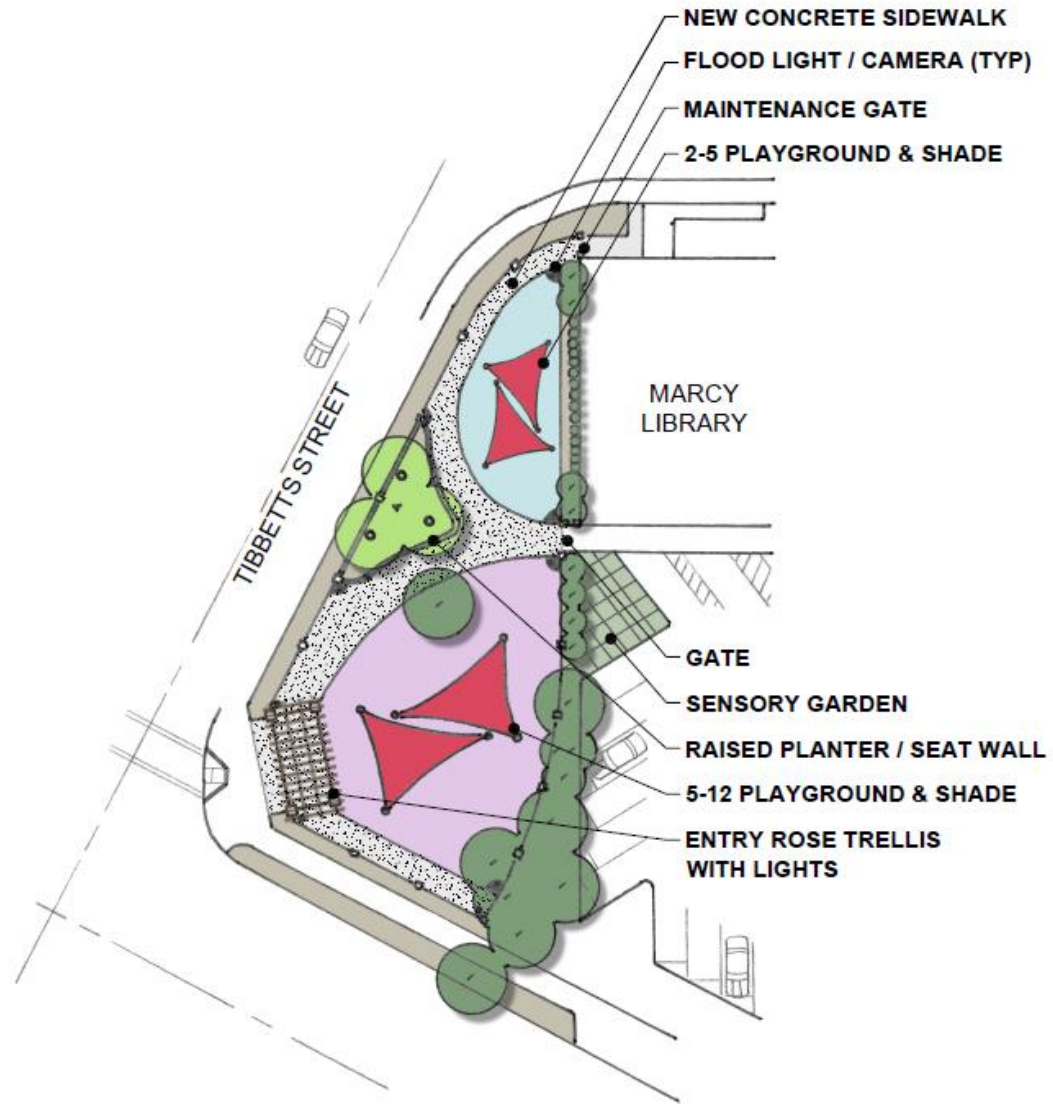 NEW CONCRETE SIDEWALK
FLOOD LIGHT / CAMERA (TYP)
MAINTENANCE GATE
2-5 PLAYGROUND & SHADE
MARCY
LIBRARY
TIBBETTS STREET
GATE
SENSORY GARDEN
RAISED PLANTER / SEAT WALL
5-12 PLAYGROUND & SHADE
ENTRY ROSE TRELLIS
WITH LIGHTS